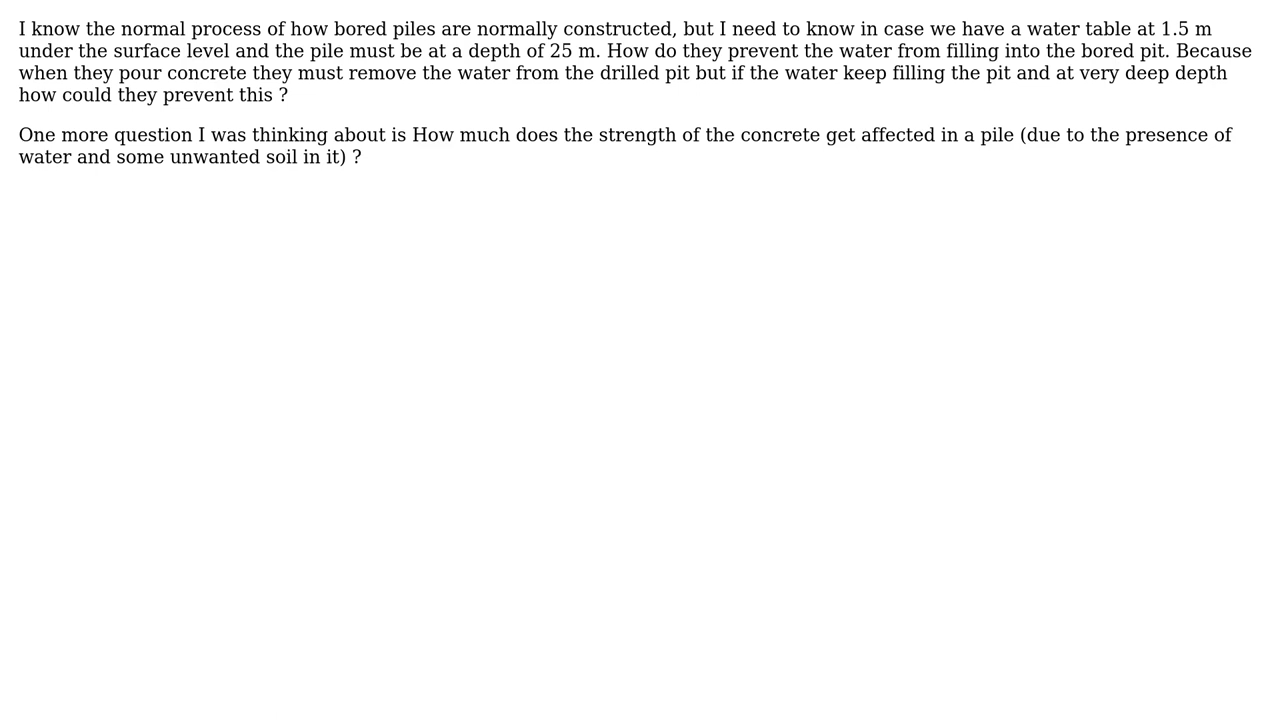 I know the normal process of how bored piles are normally constructed, but I need to know in case we have a water table at 1.5 m
under the surface level and the pile must be at a depth of 25 m. How do they prevent the water from filling into the bored pit. Because
when they pour concrete they must remove the water from the drilled pit but if the water keep filling the pit and at very deep depth
how could they prevent this ?
One more question I was thinking about is How much does the strength of the concrete get affected in a pile (due to the presence of
water and some unwanted soil in it) ?